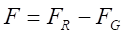 F = F_R − F_G